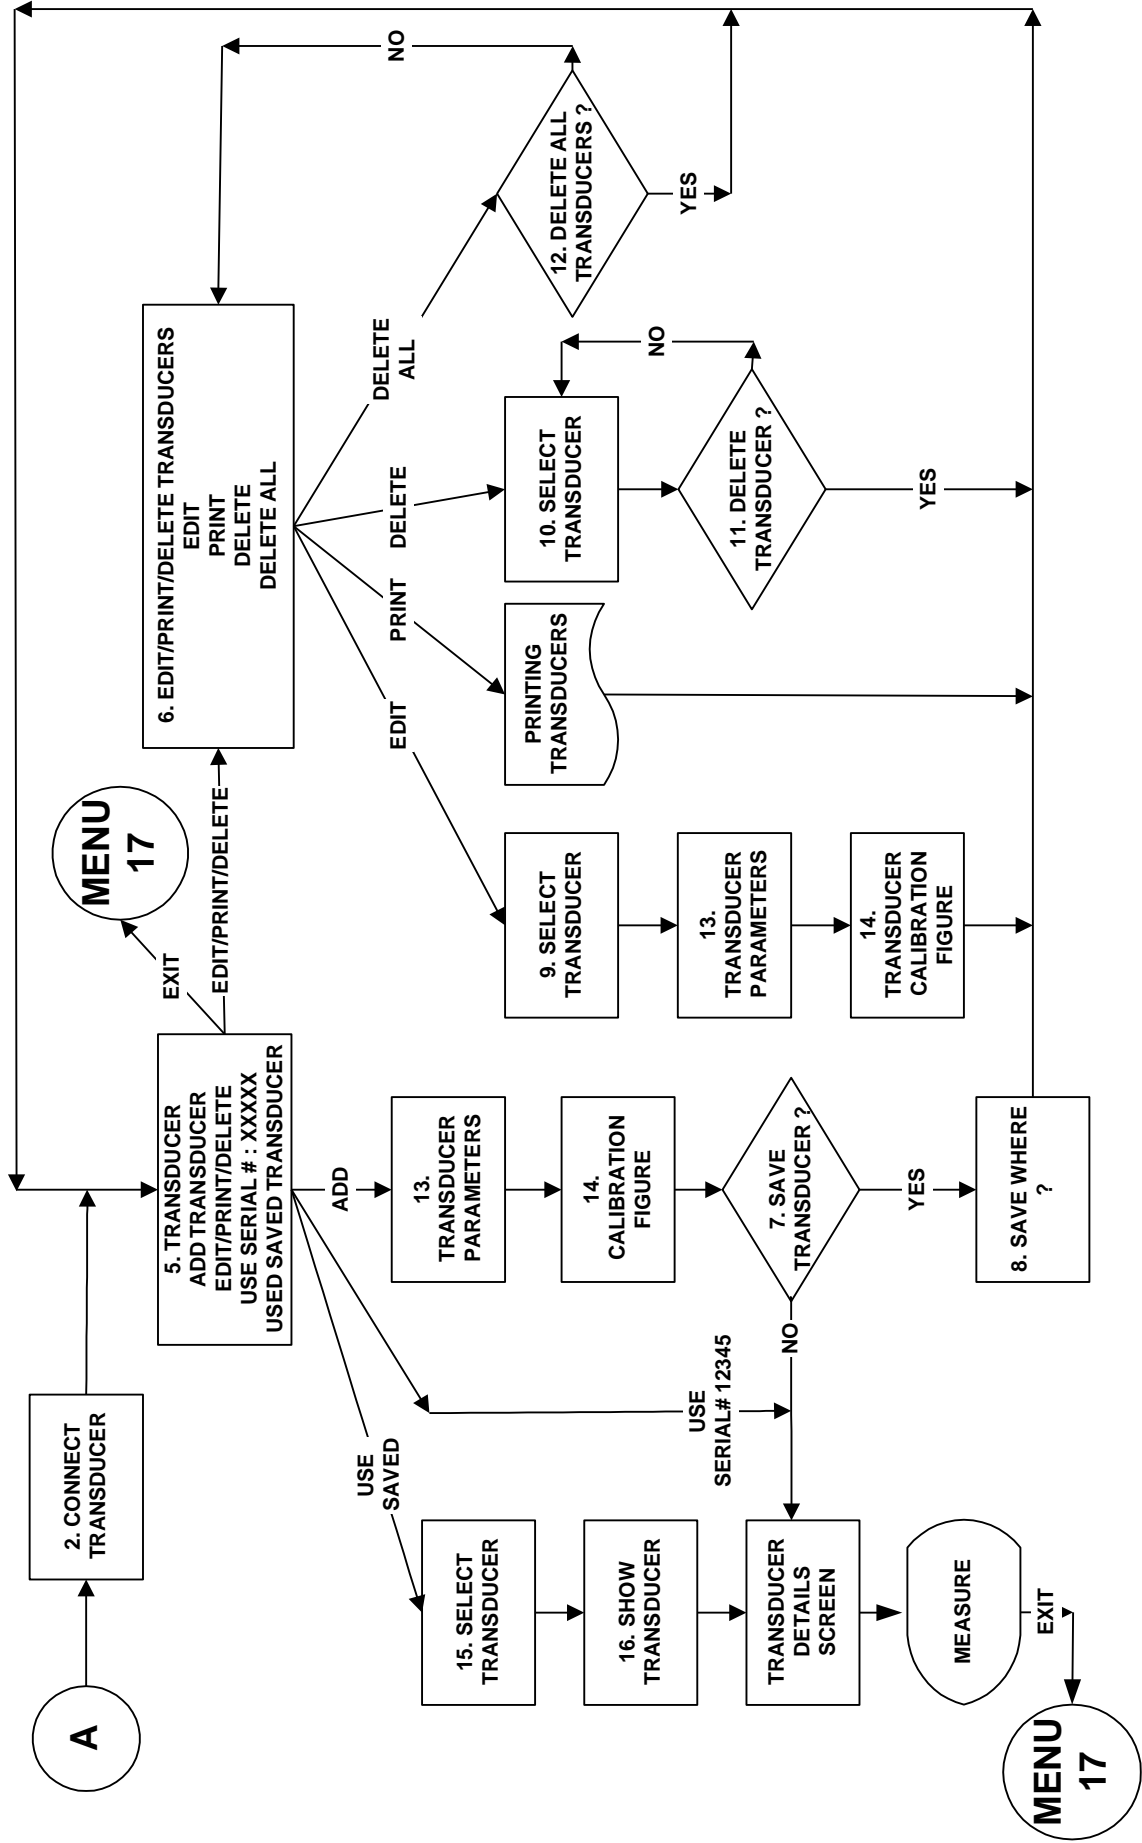 A
2. CONNECT
TRANSDUCER
5. TRANSDUCER
ADD TRANSDUCER
EDIT/PRINT/DELETE
USE SERIAL # : XXXXX
USED SAVED TRANSDUCER
EXIT
MENU
17
EDIT/PRINT/DELETE
6. EDIT/PRINT/DELETE TRANSDUCERS
EDIT
PRINT
DELETE
DELETE ALL
NO
USE
SAVED
ADD
EDIT
PRINT
DELETE
DELETE
ALL
15. SELECT
TRANSDUCER
16. SHOW
TRANSDUCER
TRANSDUCER
DETAILS
SCREEN
MEASURE
EXIT
MENU
17
USE
SERIAL# 12345
NO
13.
TRANSDUCER
PARAMETERS
14.
CALIBRATION
FIGURE
7. SAVE
TRANSDUCER ?
YES
8. SAVE WHERE
?
9. SELECT
TRANSDUCER
13.
TRANSDUCER
PARAMETERS
14.
TRANSDUCER
CALIBRATION
FIGURE
PRINTING
TRANSDUCERS
10. SELECT
TRANSDUCER
NO
11. DELETE
TRANSDUCER ?
YES
12. DELETE ALL
TRANSDUCERS ?
YES